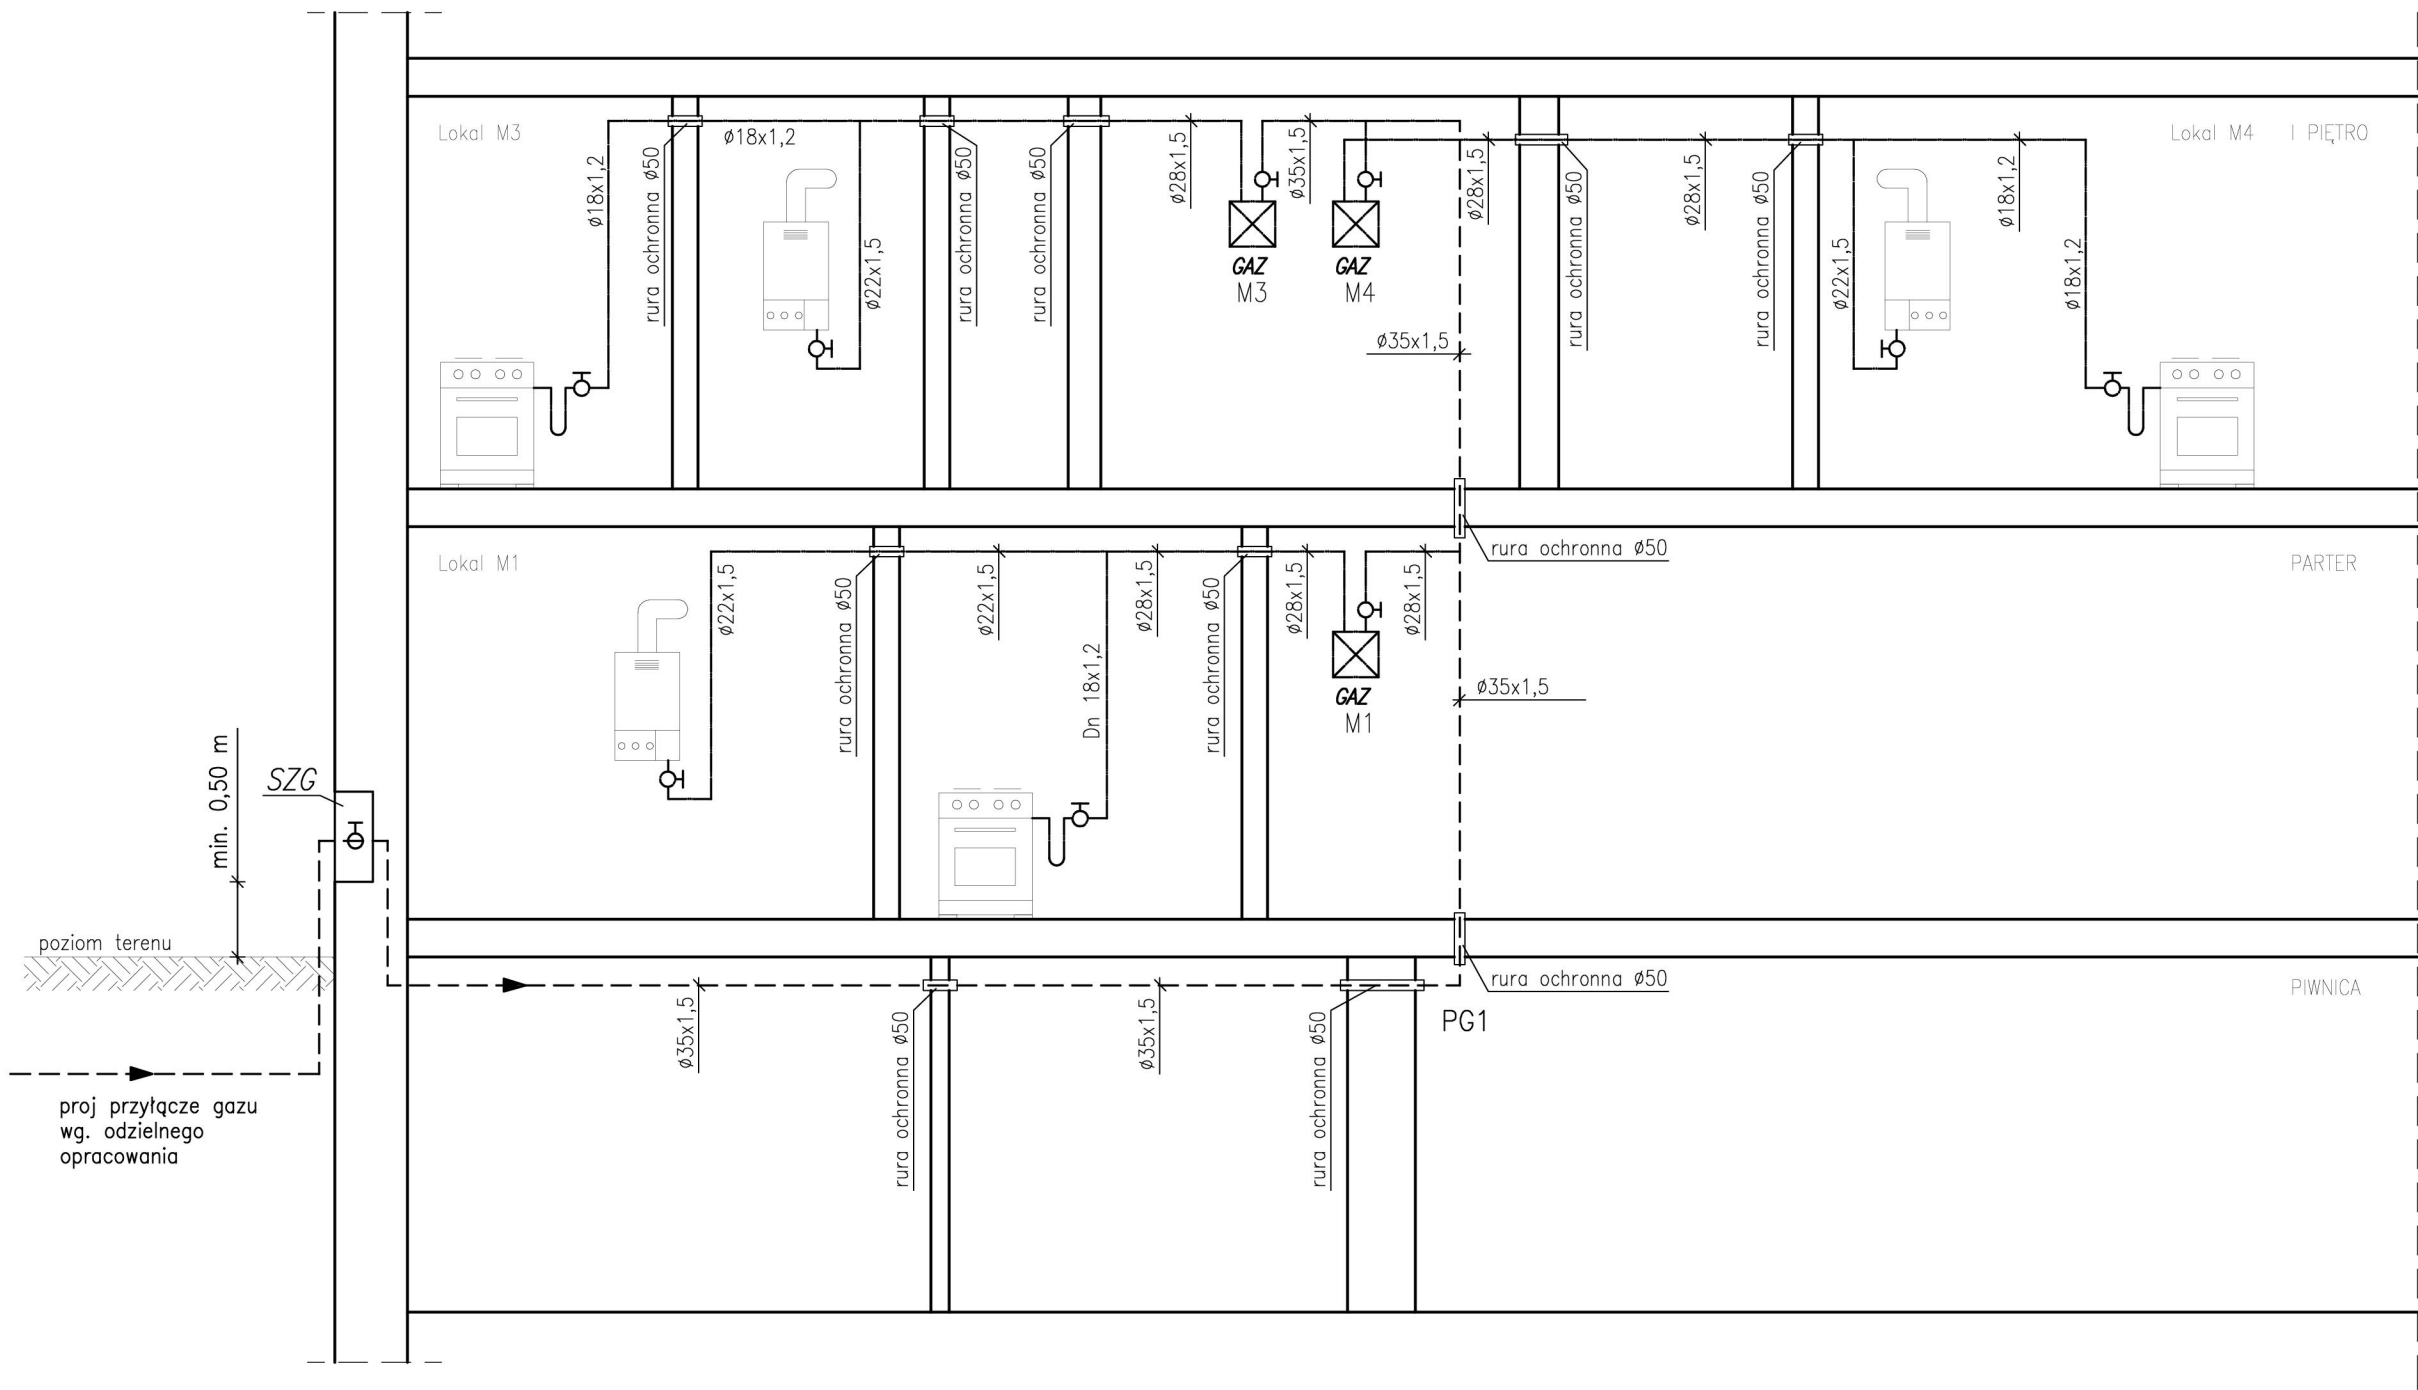 Lokal M3
ø18x1,2
rura ochronna ø50
ø18x1,2
ø22x1,5
rura ochronna ø50
rura ochronna ø50
ø28x1,5
ø35x1,5
GAZ
M3
GAZ
M4
ø35x1,5
ø28x1,5
rura ochronna ø50
ø28x1,5
rura ochronna ø50
ø22x1,5
ø18x1,2
ø18x1,2
Lokal M4
I PIĘTRO
Lokal M1
ø22x1,5
rura ochronna ø50
ø22x1,5
Dn 18x1,2
ø28x1,5
rura ochronna ø50
ø28x1,5
GAZ
M1
ø28x1,5
rura ochronna ø50
ø35x1,5
PARTER
min. 0,50 m
SZG
poziom terenu
proj przyłącze gazu
wg. odzielnego
opracowania
ø35x1,5
rura ochronna ø50
ø35x1,5
rura ochronna ø50
PG1
rura ochronna ø50
PIWNICA